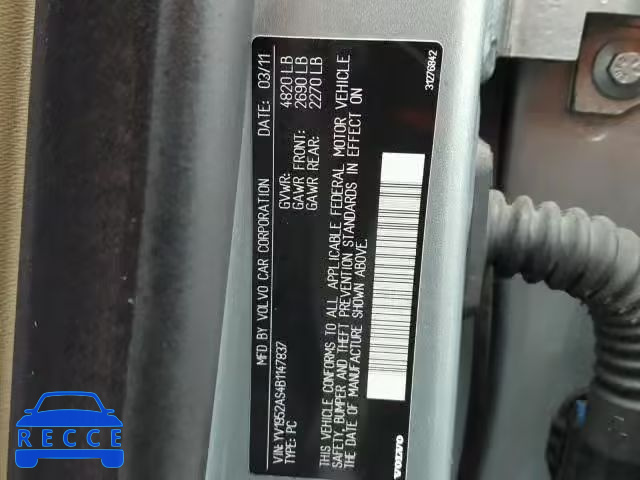 MFD BY VOLVO CAR CORPORATION DATE: 03/11
GVWR: 4820 LB
GAWR FRONT: 2690 LB
GAWR REAR: 2270 LB
VIN: YV1952AS4B1147837
TYPE: PC
THIS VEHICLE CONFORMS TO ALL APPLICABLE FEDERAL MOTOR VEHICLE
SAFETY, BUMPER AND THEFT PREVENTION STANDARDS IN EFFECT ON
THE DATE OF MANUFACTURE SHOWN ABOVE.
VOLVO
31276842
RECCE